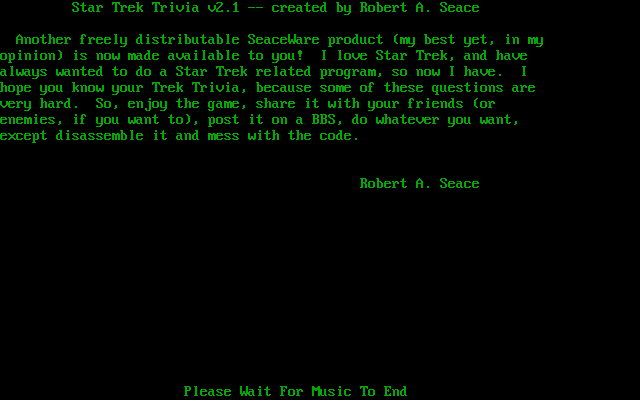 Star Trek Trivia v2.1 -- created by Robert A. Seace
Another freely distributable SeaceWare product (my best yet, in my
opinion) is now made available to you!  I love Star Trek, and have
always wanted to do a Star Trek related program, so now I have.  I
hope you know your Trek Trivia, because some of these questions are
very hard.  So, enjoy the game, share it with your friends (or
enemies, if you want to), post it on a BBS, do whatever you want,
except disassemble it and mess with the code.
Robert A. Seace
Please Wait For Music To End